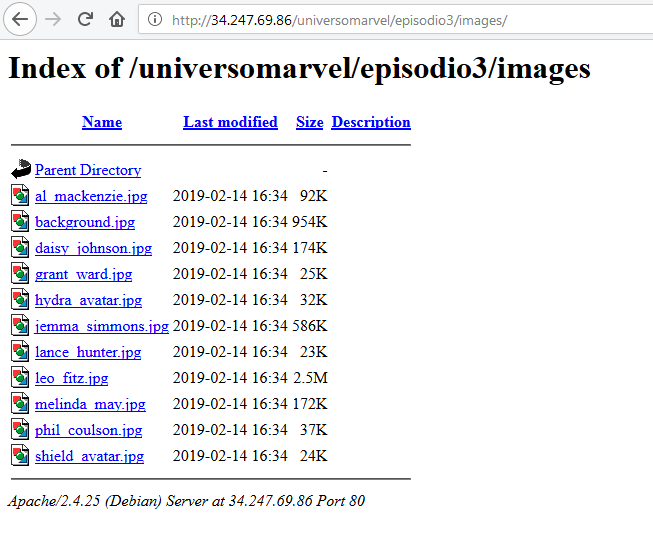 http://34.247.69.86/universomarvel/episodio3/images/
Index of /universomarvel/episodio3/images
Name Last modified Size Description
Parent Directory -
al_mackenzie.jpg 2019-02-14 16:34 92K
background.jpg 2019-02-14 16:34 954K
daisy_johnson.jpg 2019-02-14 16:34 174K
grant_ward.jpg 2019-02-14 16:34 25K
hydra_avatar.jpg 2019-02-14 16:34 32K
jemma_simmons.jpg 2019-02-14 16:34 586K
lance_hunter.jpg 2019-02-14 16:34 23K
leo_fitz.jpg 2019-02-14 16:34 2.5M
melinda_may.jpg 2019-02-14 16:34 172K
phil_coulson.jpg 2019-02-14 16:34 37K
shield_avatar.jpg 2019-02-14 16:34 24K
Apache/2.4.25 (Debian) Server at 34.247.69.86 Port 80